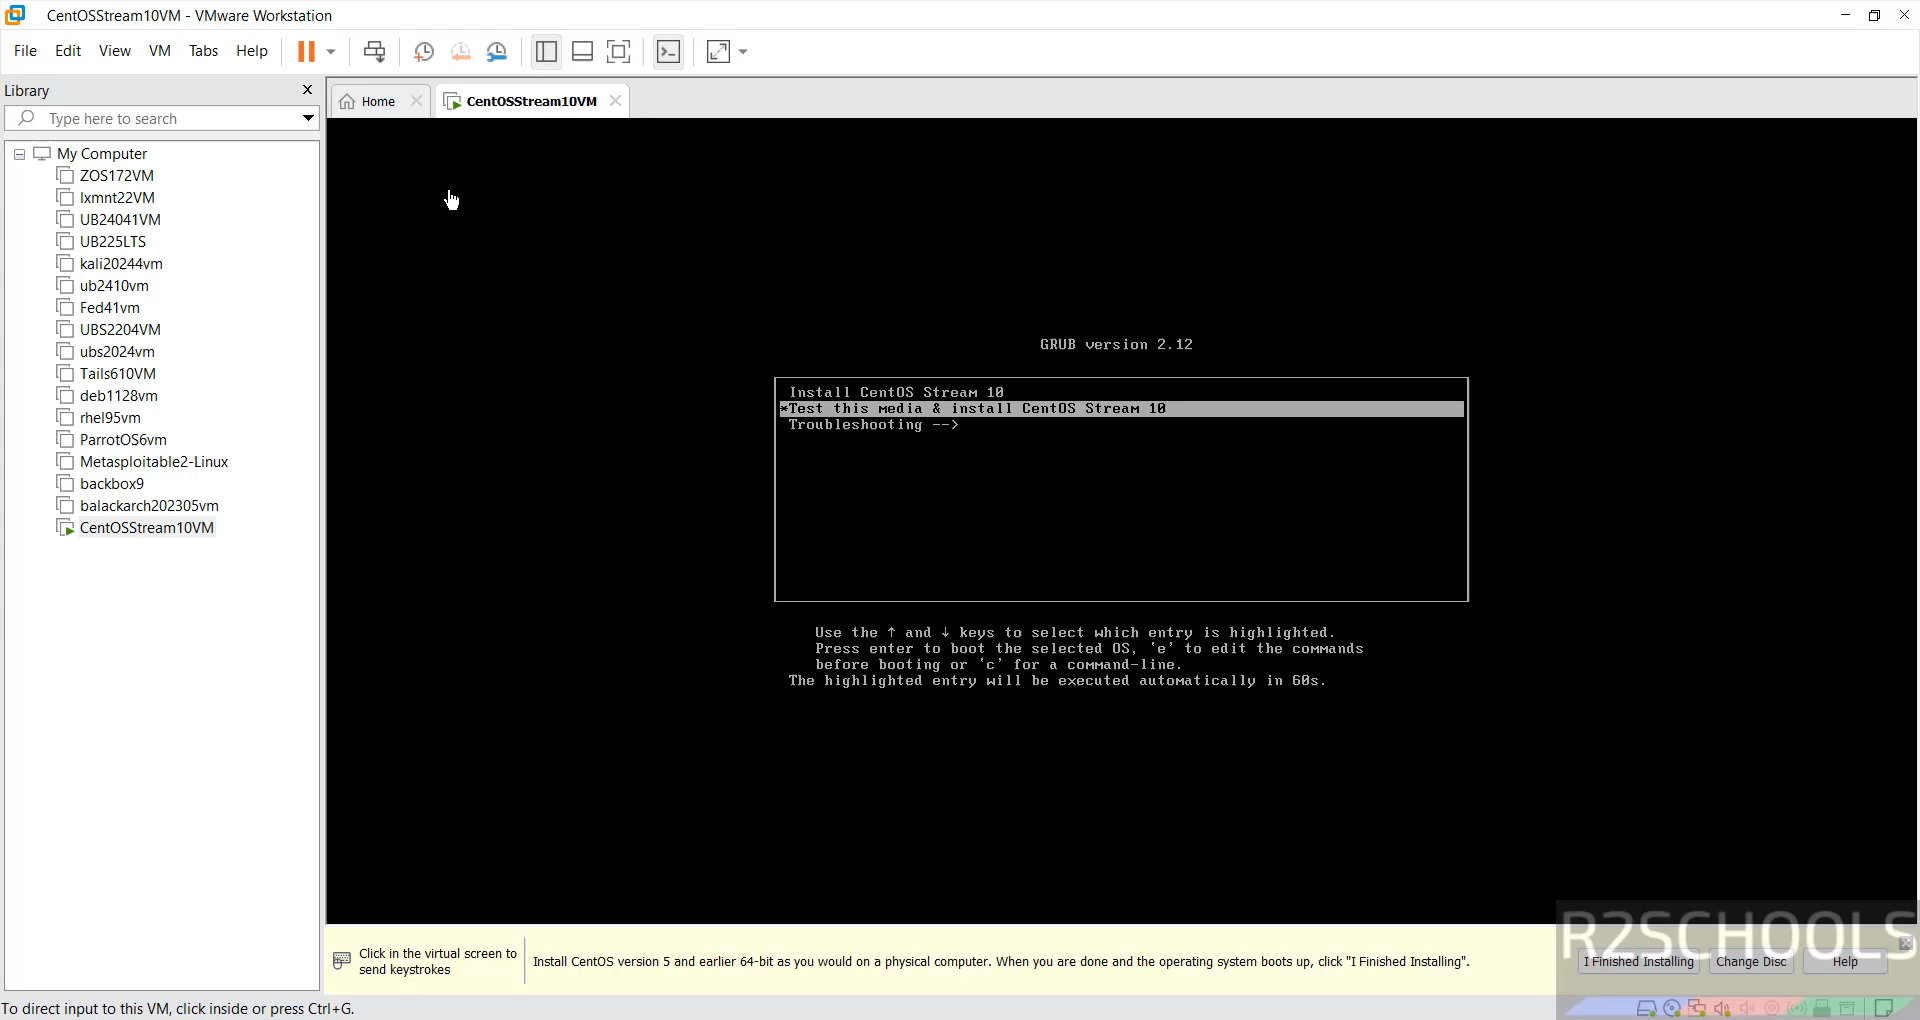 CentOSStream10VM - VMware Workstation
File Edit View VM Tabs Help
Library
Type here to search
Home
CentOSStream10VM
My Computer
ZOS172VM
lxmnt22VM
UB24041VM
UB225LTS
kali20244vm
ub2410vm
Fed41vm
UBS2204VM
ubs2024vm
Tails610VM
deb1128vm
rhel95vm
ParrotOS6vm
Metasploitable2-Linux
backbox9
balackarch202305vm
CentOSStream10VM
GRUB version 2.12
Install CentOS Stream 10
*Test this media & install CentOS Stream 10
Troubleshooting -->
Use the ↑ and ↓ keys to select which entry is highlighted.
Press enter to boot the selected OS, `e' to edit the commands
before booting or `c' for a command-line.
The highlighted entry will be executed automatically in 60s.
Click in the virtual screen to
send keystrokes
Install CentOS version 5 and earlier 64-bit as you would on a physical computer. When you are done and the operating system boots up, click "I Finished Installing".
R2SCHOOLS
I Finished Installing
Change Disc
Help
To direct input to this VM, click inside or press Ctrl+G.